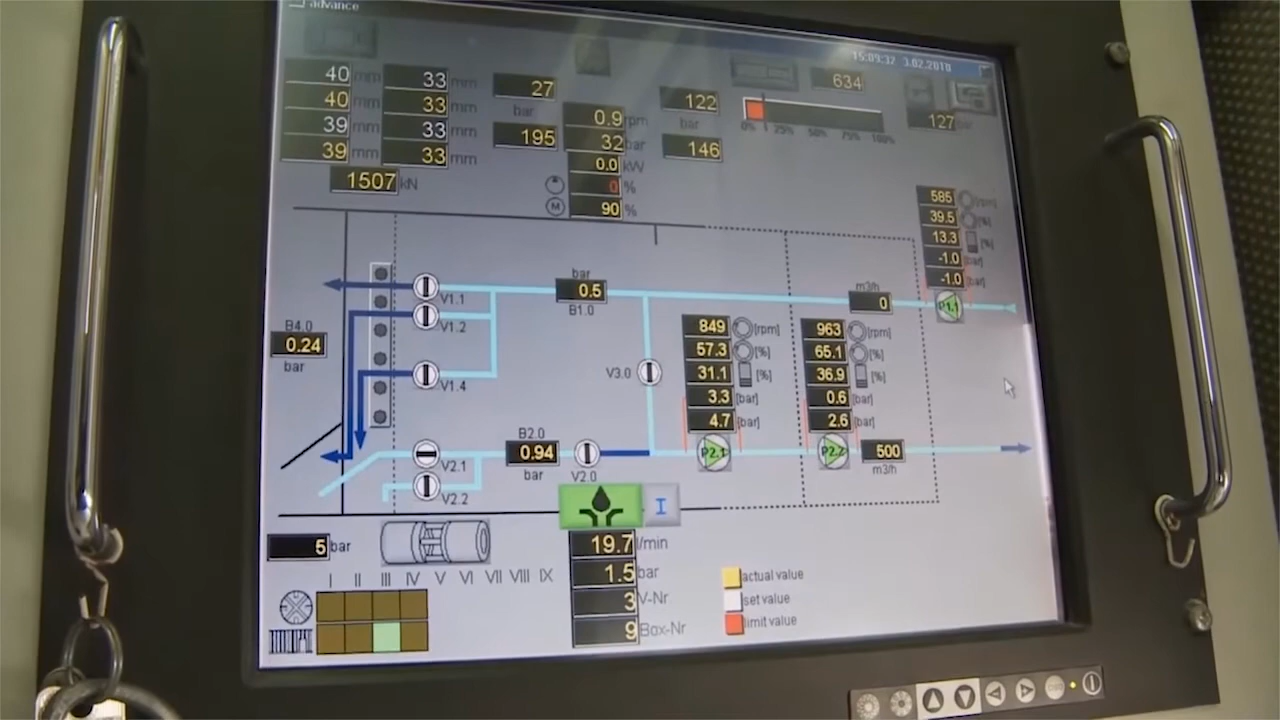 advance
15:09:32 3.02.2010
40 mm 33 mm
40 mm 33 mm
39 mm 33 mm
39 mm 33 mm
1507 kN
27
bar
195
0.9 rpm
32 bar
0.0 kW
0 %
90 %
122
bar
146
634
0% 25% 50% 75% 100%
127 bar
585 [rpm]
39.5 [%]
13.3 [%]
-1.0 [bar]
-1.0 [bar]
P1.1
m3/h
0
bar
0.5
B1.0
V1.1
V1.2
V1.4
B4.0
0.24
bar
V3.0
849 [rpm]
57.3 [%]
31.1 [%]
3.3 [bar]
4.7 [bar]
P2.1
963 [rpm]
65.1 [%]
36.9 [%]
0.6 [bar]
2.6 [bar]
P2.2
500
m3/h
B2.0
0.94
bar
V2.0
V2.1
V2.2
I
5 bar
I II III IV V VI VII VIII IX
19.7 l/min
1.5 bar
3 V-Nr
9 Box-Nr
actual value
set value
limit value